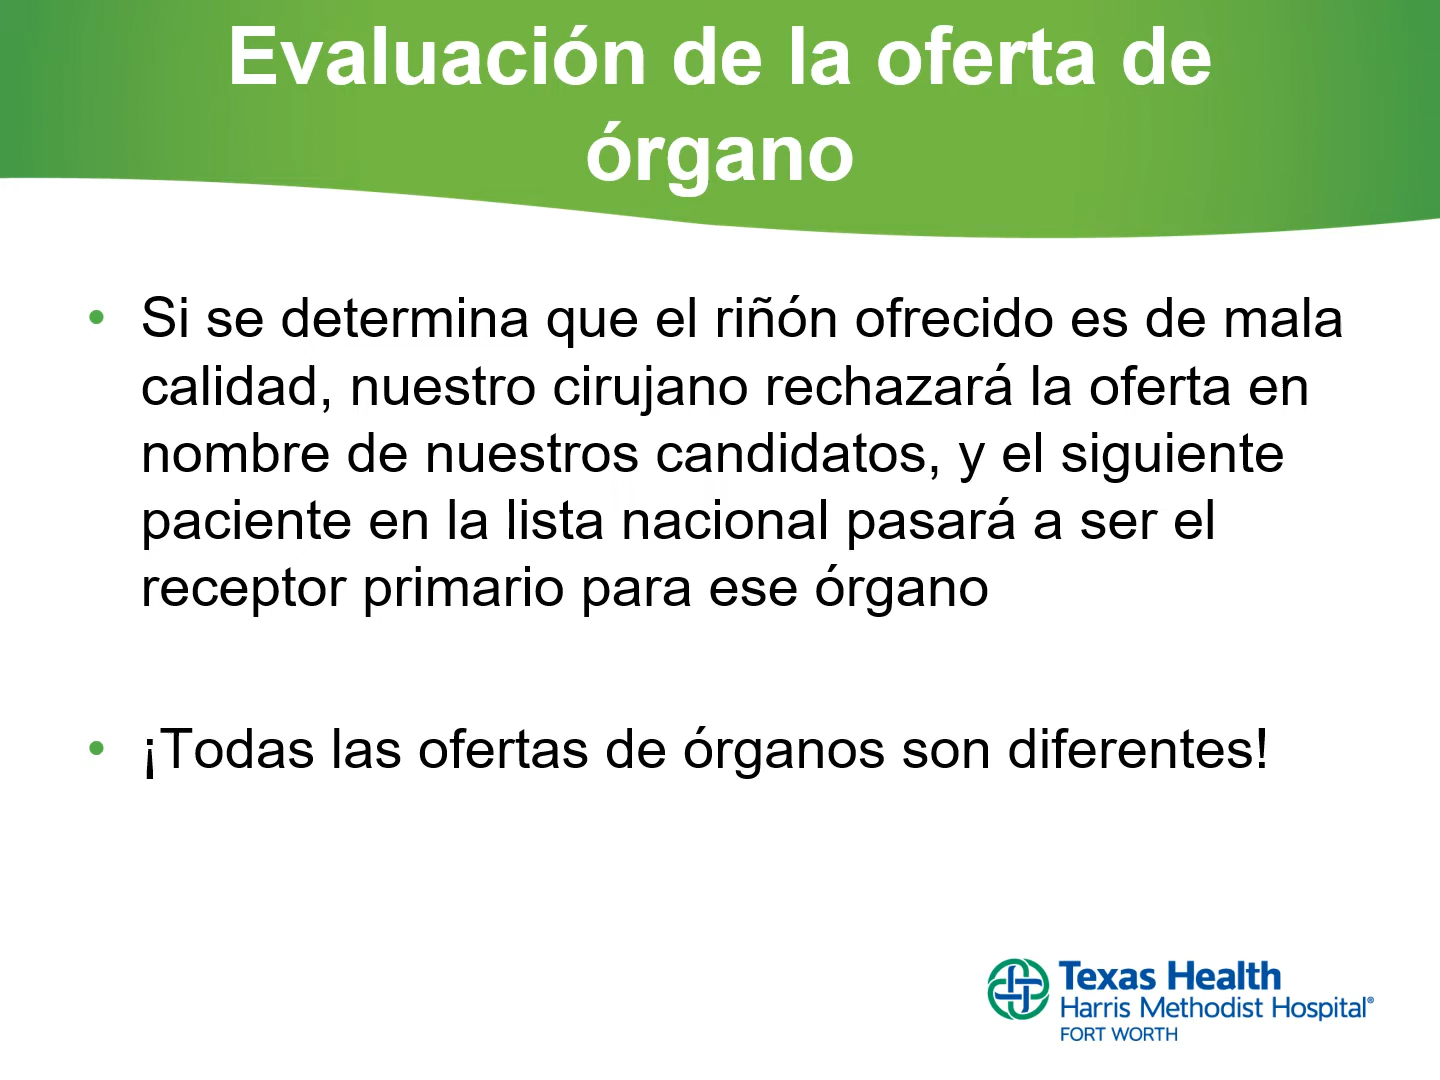 Evaluación de la oferta de
órgano
• Si se determina que el riñón ofrecido es de mala
calidad, nuestro cirujano rechazará la oferta en
nombre de nuestros candidatos, y el siguiente
paciente en la lista nacional pasará a ser el
receptor primario para ese órgano
• ¡Todas las ofertas de órganos son diferentes!
Texas Health
Harris Methodist Hospital®
FORT WORTH